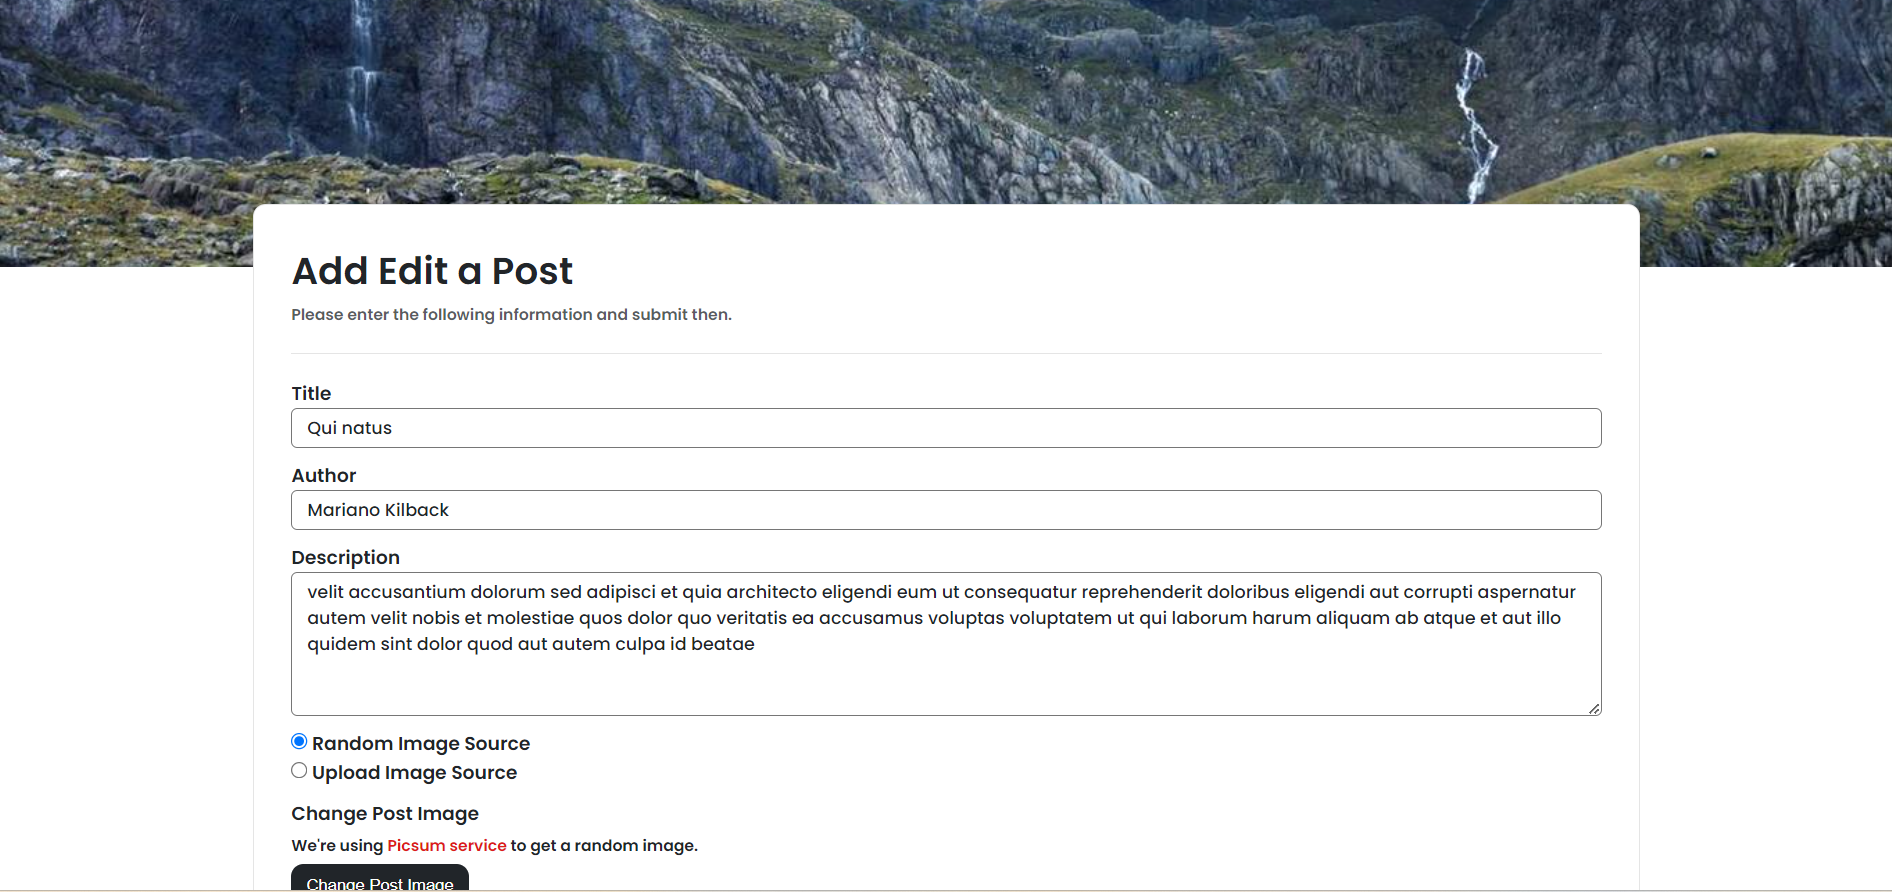 Add Edit a Post
Please enter the following information and submit then.
Title
Qui natus
Author
Mariano Kilback
Description
velit accusantium dolorum sed adipisci et quia architecto eligendi eum ut consequatur reprehenderit doloribus eligendi aut corrupti aspernatur
autem velit nobis et molestiae quos dolor quo veritatis ea accusamus voluptas voluptatem ut qui laborum harum aliquam ab atque et aut illo
quidem sint dolor quod aut autem culpa id beatae
Random Image Source
Upload Image Source
Change Post Image
We're using Picsum service to get a random image.
Change Post Image